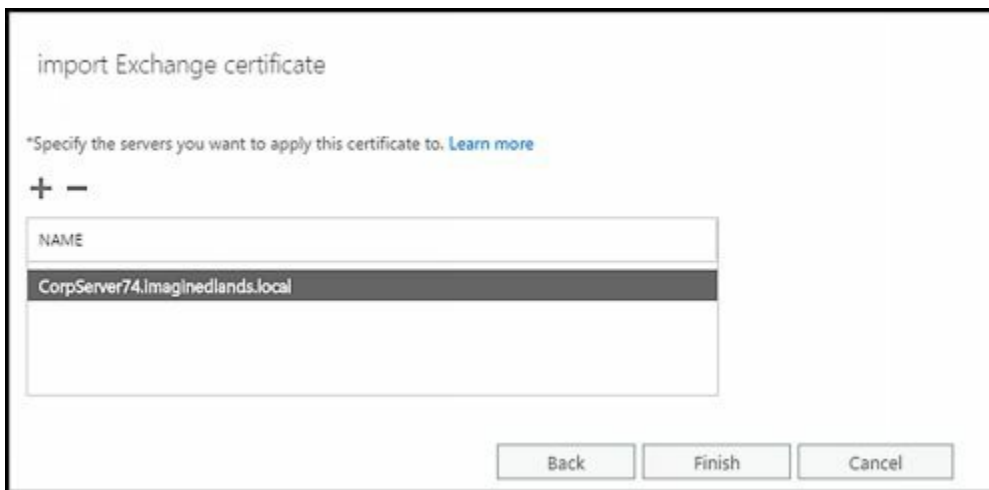 import Exchange certificate
*Specify the servers you want to apply this certificate to. Learn more
+ −
NAME
CorpServer74.imaginedlands.local
Back Finish Cancel